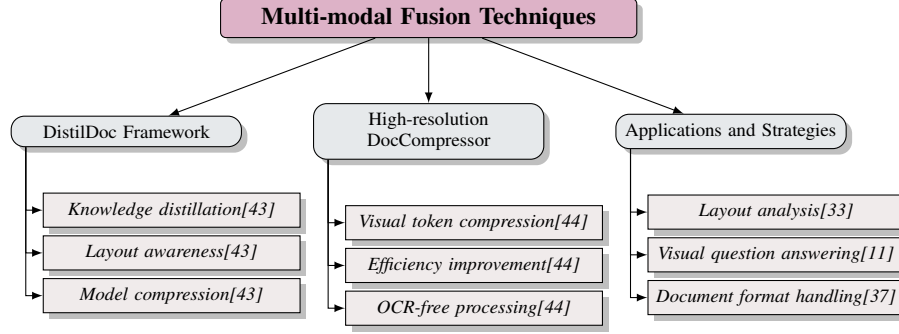 Multi-modal Fusion Techniques
DistilDoc Framework
Knowledge distillation[43]
Layout awareness[43]
Model compression[43]
High-resolution
DocCompressor
Visual token compression[44]
Efficiency improvement[44]
OCR-free processing[44]
Applications and Strategies
Layout analysis[33]
Visual question answering[11]
Document format handling[37]